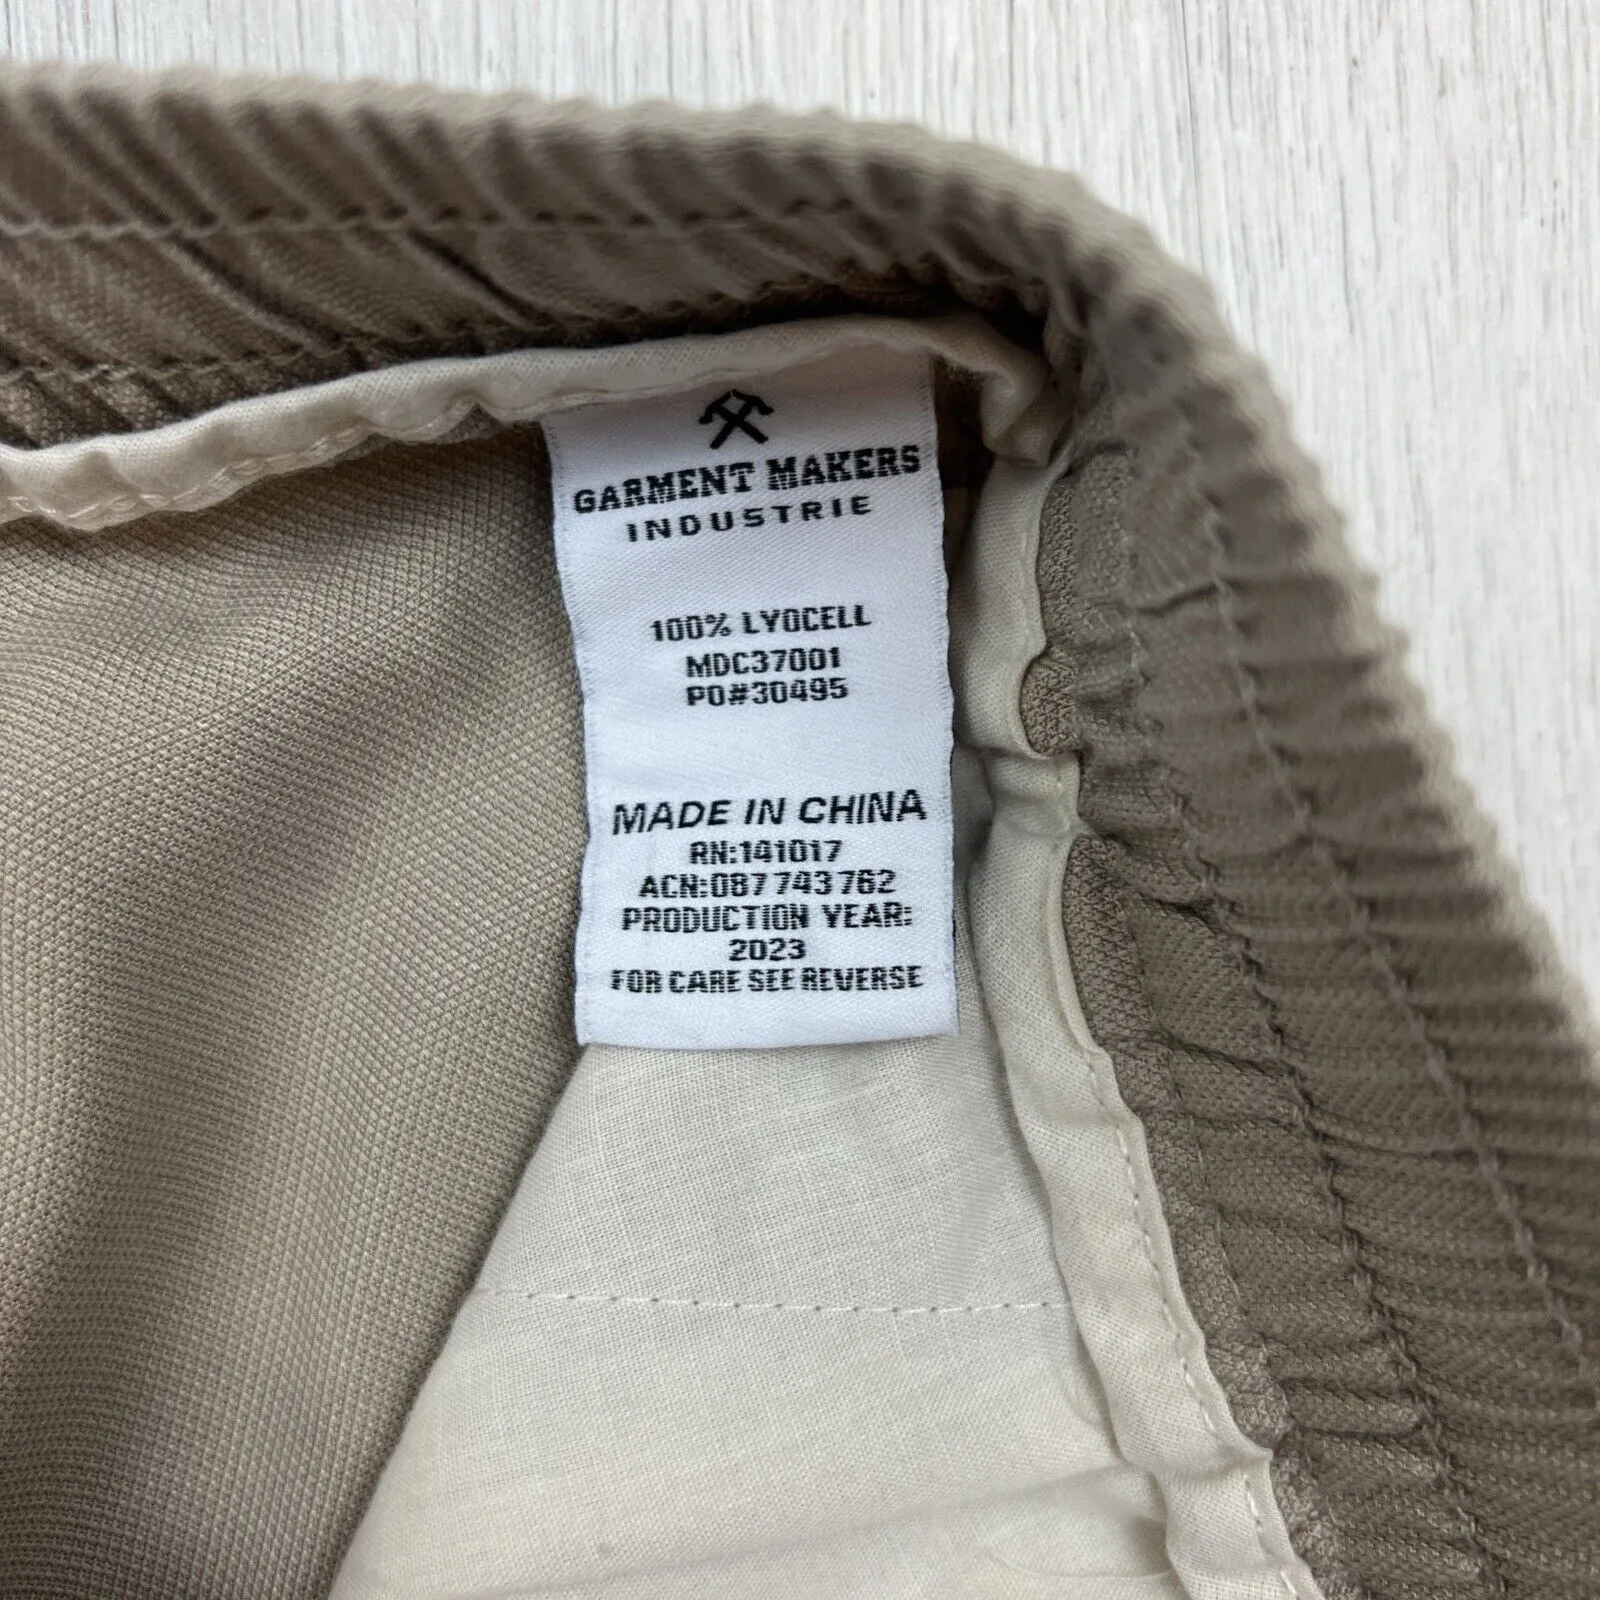 GARMENT MAKERS
INDUSTRIE
100% LYOCELL
MDC37001
PO#30495
MADE IN CHINA
RN:141017
ACN:087 743 762
PRODUCTION YEAR:
2023
FOR CARE SEE REVERSE